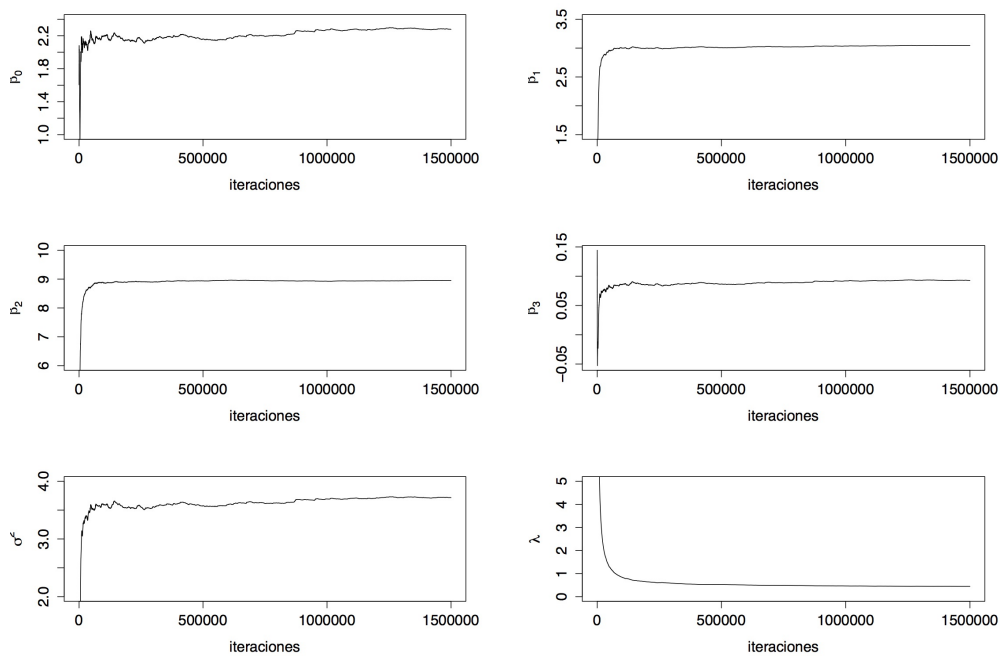 p0
1.0 1.4 1.8 2.2
0 500000 1000000 1500000
iteraciones
p1
1.5 2.5 3.5
0 500000 1000000 1500000
iteraciones
p2
6 7 8 9 10
0 500000 1000000 1500000
iteraciones
p3
−0.05 0.05 0.15
0 500000 1000000 1500000
iteraciones
σ²
2.0 3.0 4.0
0 500000 1000000 1500000
iteraciones
λ
0 1 2 3 4 5
0 500000 1000000 1500000
iteraciones